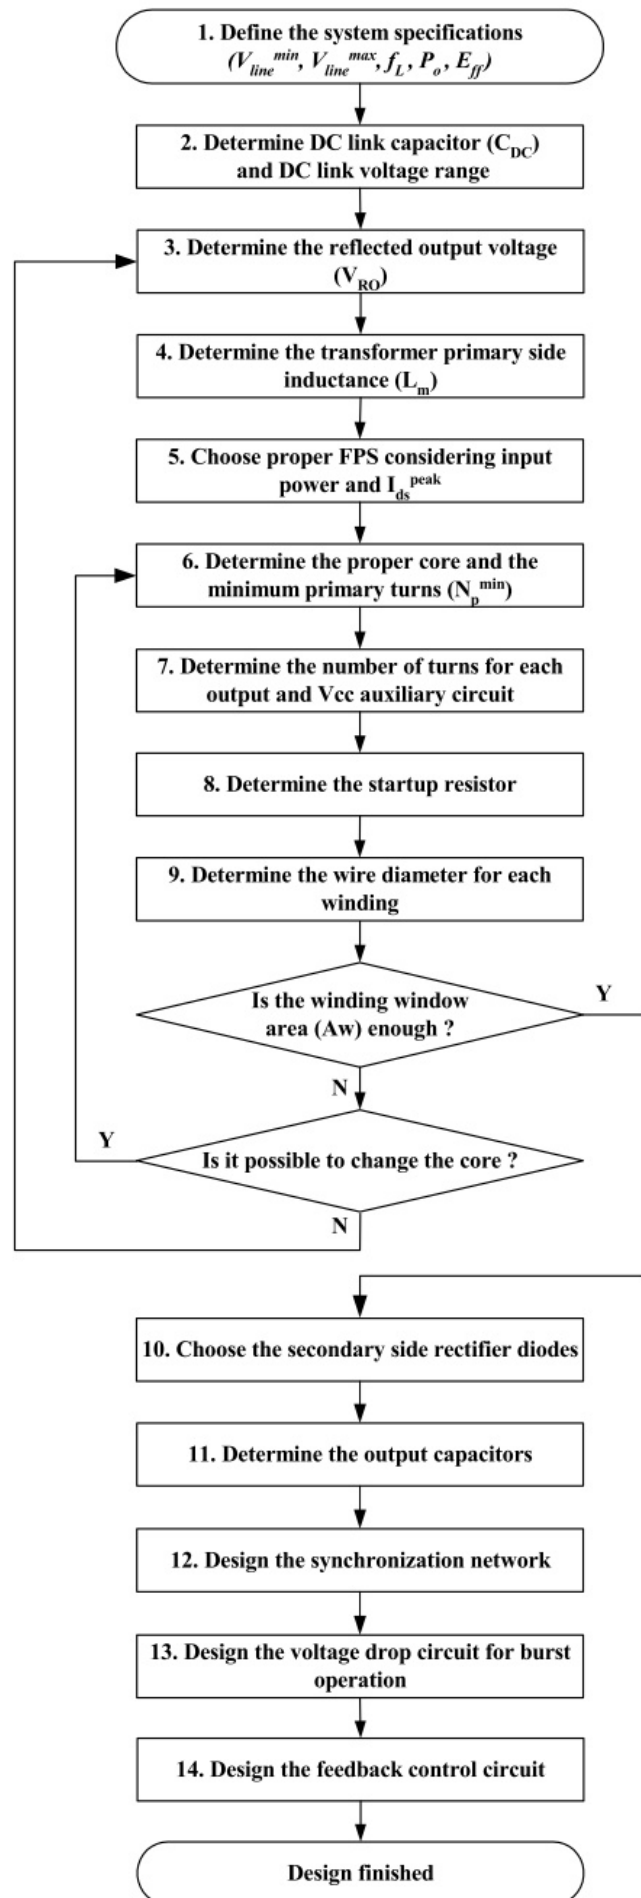 1. Define the system specifications
(V_line^min, V_line^max, f_L, P_o, E_ff)
2. Determine DC link capacitor (C_DC)
and DC link voltage range
3. Determine the reflected output voltage
(V_RO)
4. Determine the transformer primary side
inductance (L_m)
5. Choose proper FPS considering input
power and I_ds^peak
6. Determine the proper core and the
minimum primary turns (N_p^min)
7. Determine the number of turns for each
output and Vcc auxiliary circuit
8. Determine the startup resistor
9. Determine the wire diameter for each
winding
Is the winding window
area (Aw) enough ?
Y
N
Is it possible to change the core ?
Y
N
10. Choose the secondary side rectifier diodes
11. Determine the output capacitors
12. Design the synchronization network
13. Design the voltage drop circuit for burst
operation
14. Design the feedback control circuit
Design finished